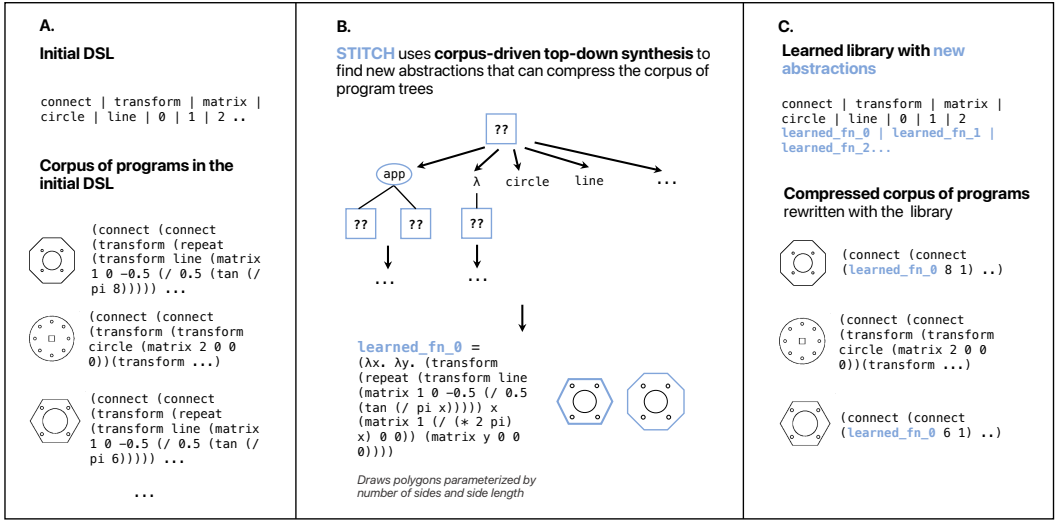 A.
Initial DSL
connect | transform | matrix |
circle | line | 0 | 1 | 2 ..
Corpus of programs in the
initial DSL
(connect (connect
(transform (repeat
(transform line (matrix
1 0 −0.5 (/ 0.5 (tan (/
pi 8))))) ...
(connect (connect
(transform (transform
circle (matrix 2 0 0
0))(transform ...)
(connect (connect
(transform (repeat
(transform line (matrix
1 0 −0.5 (/ 0.5 (tan (/
pi 6))))) ...
...
B.
STITCH uses corpus-driven top-down synthesis to
find new abstractions that can compress the corpus of
program trees
??
app
λ
circle
line
...
??
??
??
...
...
learned_fn_0 =
(λx. λy. (transform
(repeat (transform line
(matrix 1 0 −0.5 (/ 0.5
(tan (/ pi x))))) x
(matrix 1 (/ (* 2 pi)
x) 0 0)) (matrix y 0 0
0))))
Draws polygons parameterized by
number of sides and side length
C.
Learned library with new
abstractions
connect | transform | matrix |
circle | line | 0 | 1 | 2
learned_fn_0 | learned_fn_1 |
learned_fn_2...
Compressed corpus of programs
rewritten with the library
(connect (connect
(learned_fn_0 8 1) ..)
(connect (connect
(transform (transform
circle (matrix 2 0 0
0))(transform ...)
(connect (connect
(learned_fn_0 6 1) ..)